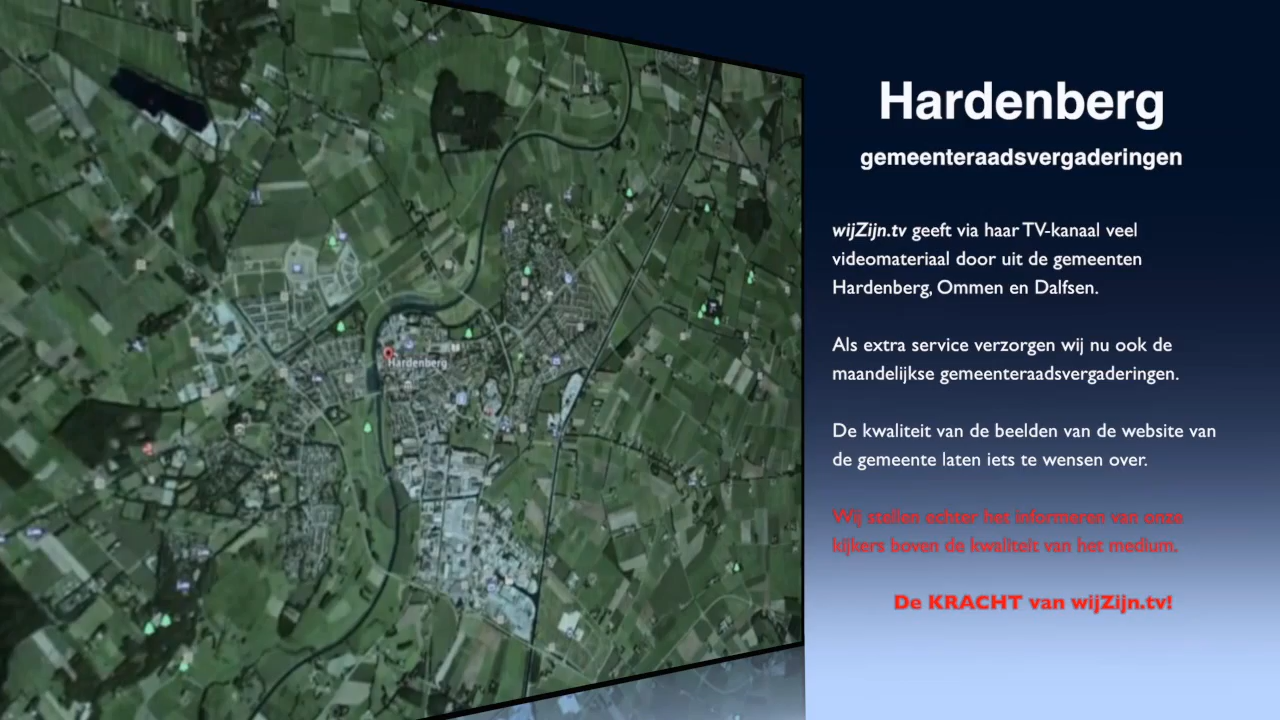 Hardenberg
gemeenteraadsvergaderingen
wijZijn.tv geeft via haar TV-kanaal veel
videomateriaal door uit de gemeenten
Hardenberg, Ommen en Dalfsen.
Als extra service verzorgen wij nu ook de
maandelijkse gemeenteraadsvergaderingen.
De kwaliteit van de beelden van de website van
de gemeente laten iets te wensen over.
Wij stellen echter het informeren van onze
kijkers boven de kwaliteit van het medium.
De KRACHT van wijZijn.tv!
Hardenberg